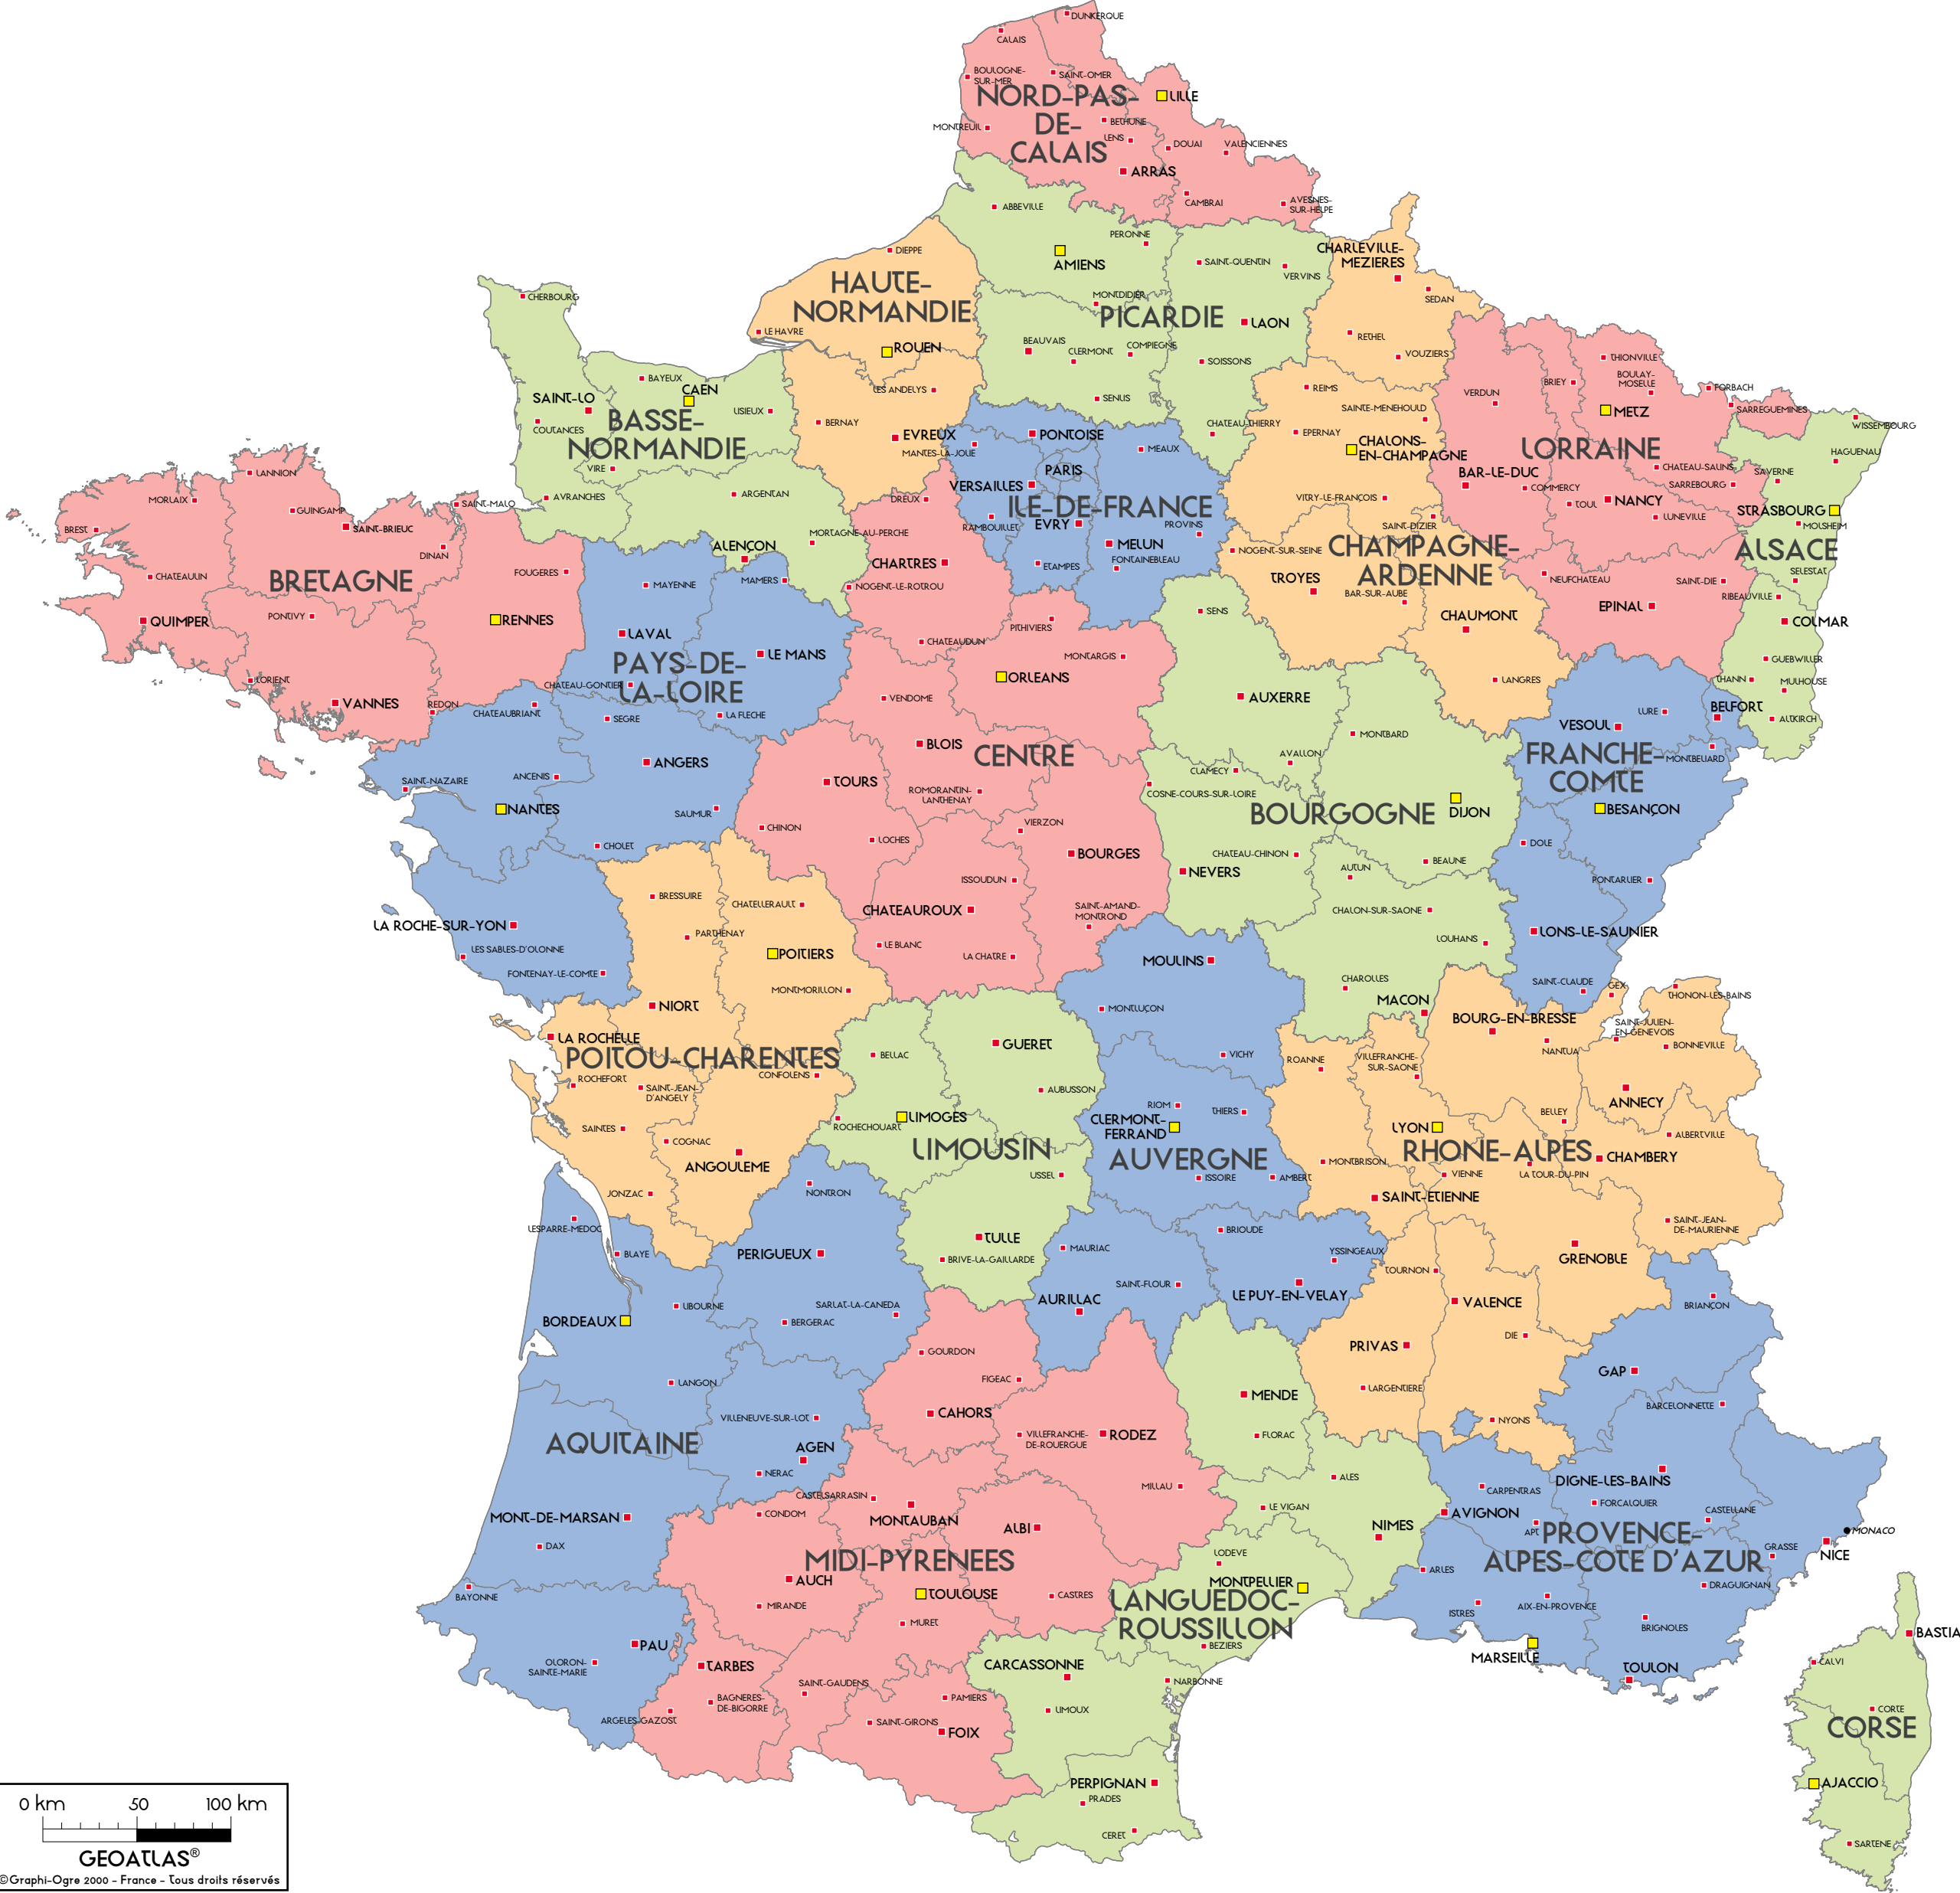 DUNKERQUE
CALAIS
BOULOGNE-
SUR-MER
SAINT-OMER
NORD-PAS-
DE-
CALAIS
LILLE
MONTREUIL
BETHUNE
LENS
DOUAI
VALENCIENNES
ARRAS
CAMBRAI
AVESNES-
SUR-HELPE
ABBEVILLE
PERONNE
AMIENS
SAINT-QUENTIN
VERVINS
MONTDIDIER
PICARDIE
LAON
BEAUVAIS
CLERMONT
COMPIEGNE
SOISSONS
SENLIS
CHATEAU-THIERRY
DIEPPE
HAUTE-
NORMANDIE
LE HAVRE
ROUEN
LES ANDELYS
BERNAY
EVREUX
CHERBOURG
BAYEUX
CAEN
SAINT-LO
LISIEUX
COUTANCES
BASSE-
NORMANDIE
VIRE
AVRANCHES
ARGENTAN
MORTAGNE-AU-PERCHE
ALENÇON
CHARLEVILLE-
MEZIERES
SEDAN
RETHEL
VOUZIERS
REIMS
SAINTE-MENEHOULD
EPERNAY
CHALONS-
EN-CHAMPAGNE
VITRY-LE-FRANÇOIS
SAINT-DIZIER
NOGENT-SUR-SEINE
CHAMPAGNE-
ARDENNE
TROYES
BAR-SUR-AUBE
CHAUMONT
LANGRES
THIONVILLE
BRIEY
BOULAY-
MOSELLE
FORBACH
VERDUN
METZ
SARREGUEMINES
LORRAINE
BAR-LE-DUC
COMMERCY
CHATEAU-SALINS
SARREBOURG
TOUL
NANCY
LUNEVILLE
NEUFCHATEAU
SAINT-DIE
EPINAL
WISSEMBOURG
HAGUENAU
SAVERNE
STRASBOURG
MOLSHEIM
ALSACE
SELESTAT
RIBEAUVILLE
COLMAR
GUEBWILLER
THANN
MULHOUSE
ALTKIRCH
MANTES-LA-JOLIE
PONTOISE
MEAUX
PARIS
VERSAILLES
ILE-DE-FRANCE
RAMBOUILLET
EVRY
PROVINS
MELUN
ETAMPES
FONTAINEBLEAU
LANNION
MORLAIX
GUINGAMP
SAINT-MALO
BREST
SAINT-BRIEUC
DINAN
CHATEAULIN
BRETAGNE
FOUGERES
QUIMPER
PONTIVY
RENNES
LORIENT
VANNES
REDON
MAYENNE
MAMERS
LAVAL
LE MANS
PAYS-DE-
LA-LOIRE
CHATEAU-GONTIER
CHATEAUBRIANT
SEGRE
LA FLECHE
ANGERS
SAINT-NAZAIRE
ANCENIS
NANTES
SAUMUR
CHOLET
LA ROCHE-SUR-YON
LES SABLES-D'OLONNE
FONTENAY-LE-COMTE
DREUX
CHARTRES
NOGENT-LE-ROTROU
PITHIVIERS
CHATEAUDUN
MONTARGIS
ORLEANS
VENDOME
BLOIS
CENTRE
TOURS
ROMORANTIN-
LANTHENAY
CHINON
LOCHES
VIERZON
BOURGES
ISSOUDUN
CHATEAUROUX
SAINT-AMAND-
MONTROND
LE BLANC
LA CHATRE
SENS
AUXERRE
MONTBARD
AVALLON
CLAMECY
COSNE-COURS-SUR-LOIRE
BOURGOGNE
DIJON
CHATEAU-CHINON
NEVERS
AUTUN
BEAUNE
CHALON-SUR-SAONE
LOUHANS
CHAROLLES
MACON
VESOUL
LURE
BELFORT
FRANCHE-
COMTE
MONTBELIARD
BESANÇON
DOLE
PONTARLIER
LONS-LE-SAUNIER
SAINT-CLAUDE
BRESSUIRE
CHATELLERAULT
PARTHENAY
POITIERS
MONTMORILLON
NIORT
LA ROCHELLE
POITOU-CHARENTES
CONFOLENS
ROCHEFORT
SAINT-JEAN-
D'ANGELY
SAINTES
COGNAC
ANGOULEME
JONZAC
GUERET
BELLAC
AUBUSSON
ROCHECHOUART
LIMOGES
LIMOUSIN
USSEL
TULLE
BRIVE-LA-GAILLARDE
MOULINS
MONTLUÇON
VICHY
RIOM
THIERS
CLERMONT-
FERRAND
AUVERGNE
ISSOIRE
AMBERT
BRIOUDE
MAURIAC
YSSINGEAUX
SAINT-FLOUR
AURILLAC
LE PUY-EN-VELAY
GEX
THONON-LES-BAINS
BOURG-EN-BRESSE
SAINT-JULIEN-
EN-GENEVOIS
NANTUA
BONNEVILLE
ROANNE
VILLEFRANCHE-
SUR-SAONE
ANNECY
BELLEY
LYON
ALBERTVILLE
RHONE-ALPES
CHAMBERY
MONTBRISON
VIENNE
LA TOUR-DU-PIN
SAINT-ETIENNE
SAINT-JEAN-
DE-MAURIENNE
GRENOBLE
TOURNON
VALENCE
DIE
PRIVAS
LARGENTIERE
NYONS
LESPARRE-MEDOC
BLAYE
NONTRON
PERIGUEUX
LIBOURNE
SARLAT-LA-CANEDA
BORDEAUX
BERGERAC
LANGON
VILLENEUVE-SUR-LOT
AQUITAINE
AGEN
NERAC
MONT-DE-MARSAN
DAX
BAYONNE
PAU
OLORON-
SAINTE-MARIE
GOURDON
FIGEAC
CAHORS
VILLEFRANCHE-
DE-ROUERGUE
RODEZ
MILLAU
CASTELSARRASIN
CONDOM
MONTAUBAN
ALBI
MIDI-PYRENEES
AUCH
TOULOUSE
CASTRES
MIRANDE
MURET
TARBES
SAINT-GAUDENS
BAGNERES-
DE-BIGORRE
ARGELES-GAZOST
PAMIERS
SAINT-GIRONS
FOIX
MENDE
FLORAC
ALES
LE VIGAN
NIMES
LODEVE
MONTPELLIER
LANGUEDOC-
ROUSSILLON
BEZIERS
CARCASSONNE
NARBONNE
LIMOUX
PERPIGNAN
PRADES
CERET
BRIANÇON
GAP
BARCELONNETTE
DIGNE-LES-BAINS
CARPENTRAS
FORCALQUIER
AVIGNON
CASTELLANE
APT
PROVENCE-
ALPES-COTE D'AZUR
MONACO
NICE
GRASSE
ARLES
DRAGUIGNAN
ISTRES
AIX-EN-PROVENCE
BRIGNOLES
MARSEILLE
TOULON
BASTIA
CALVI
CORTE
CORSE
AJACCIO
SARTENE
0 km 50 100 km
GEOATLAS®
©Graphi-Ogre 2000 - France - Tous droits réservés